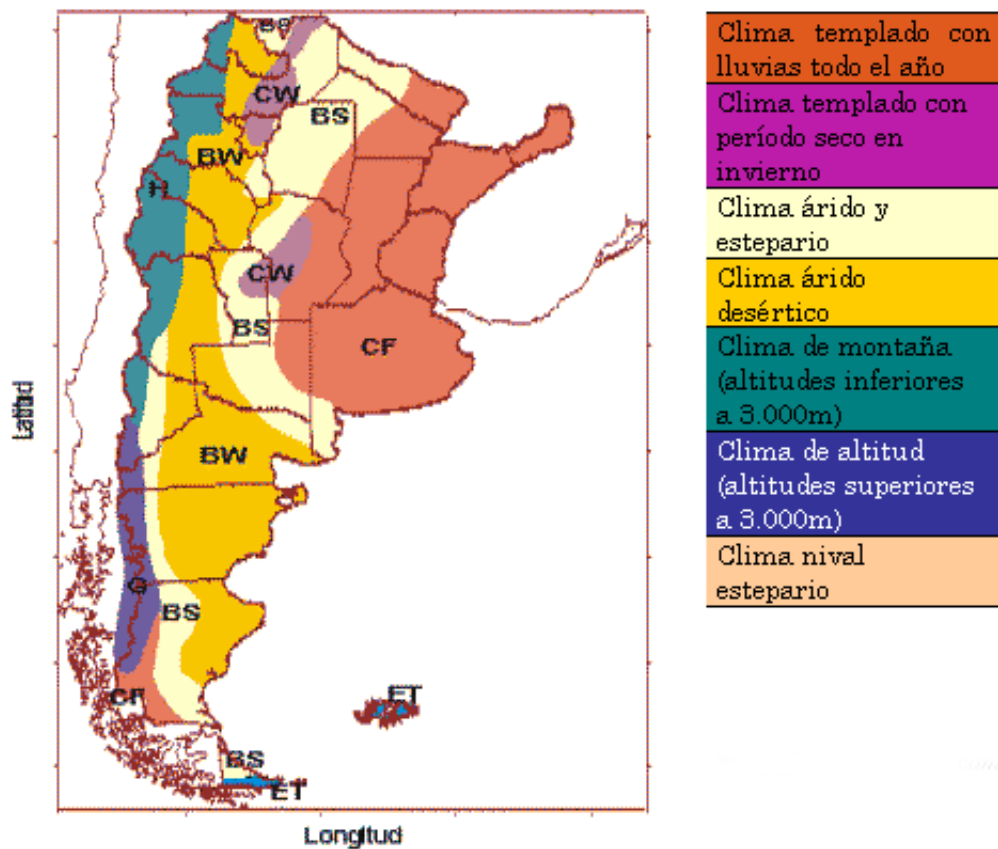 BS
CW
BS
BW
H
CW
BS
CF
BW
G
BS
CF
ET
BS
ET
Latitud
Longitud
Clima templado con
lluvias todo el año
Clima templado con
período seco en
invierno
Clima árido y
estepario
Clima árido
desértico
Clima de montaña
(altitudes inferiores
a 3.000m)
Clima de altitud
(altitudes superiores
a 3.000m)
Clima nival
estepario